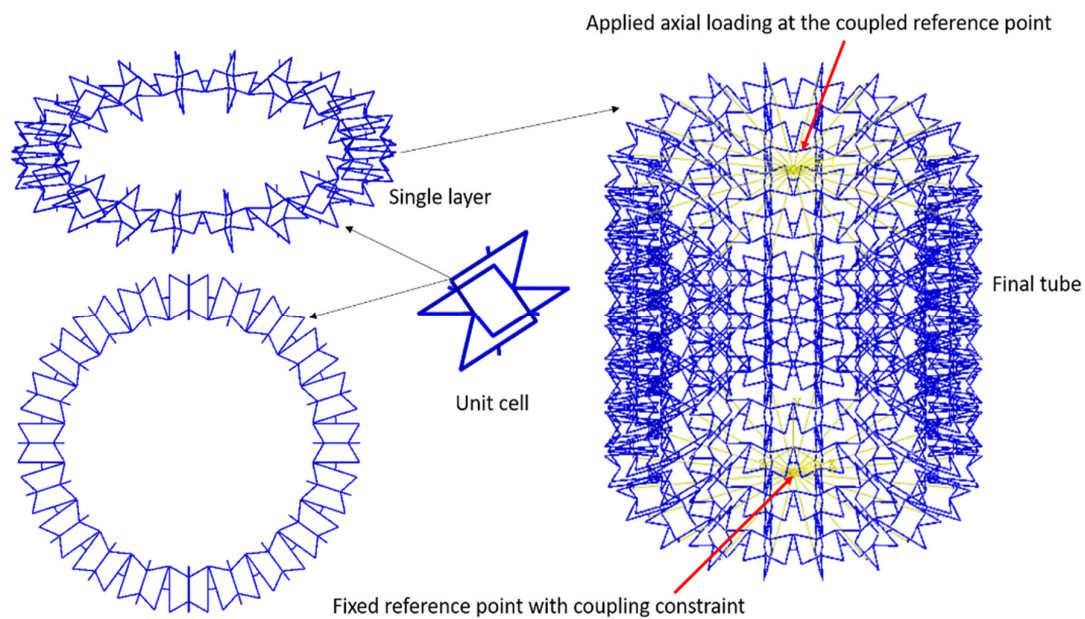 Applied axial loading at the coupled reference point
Single layer
Final tube
Unit cell
Fixed reference point with coupling constraint